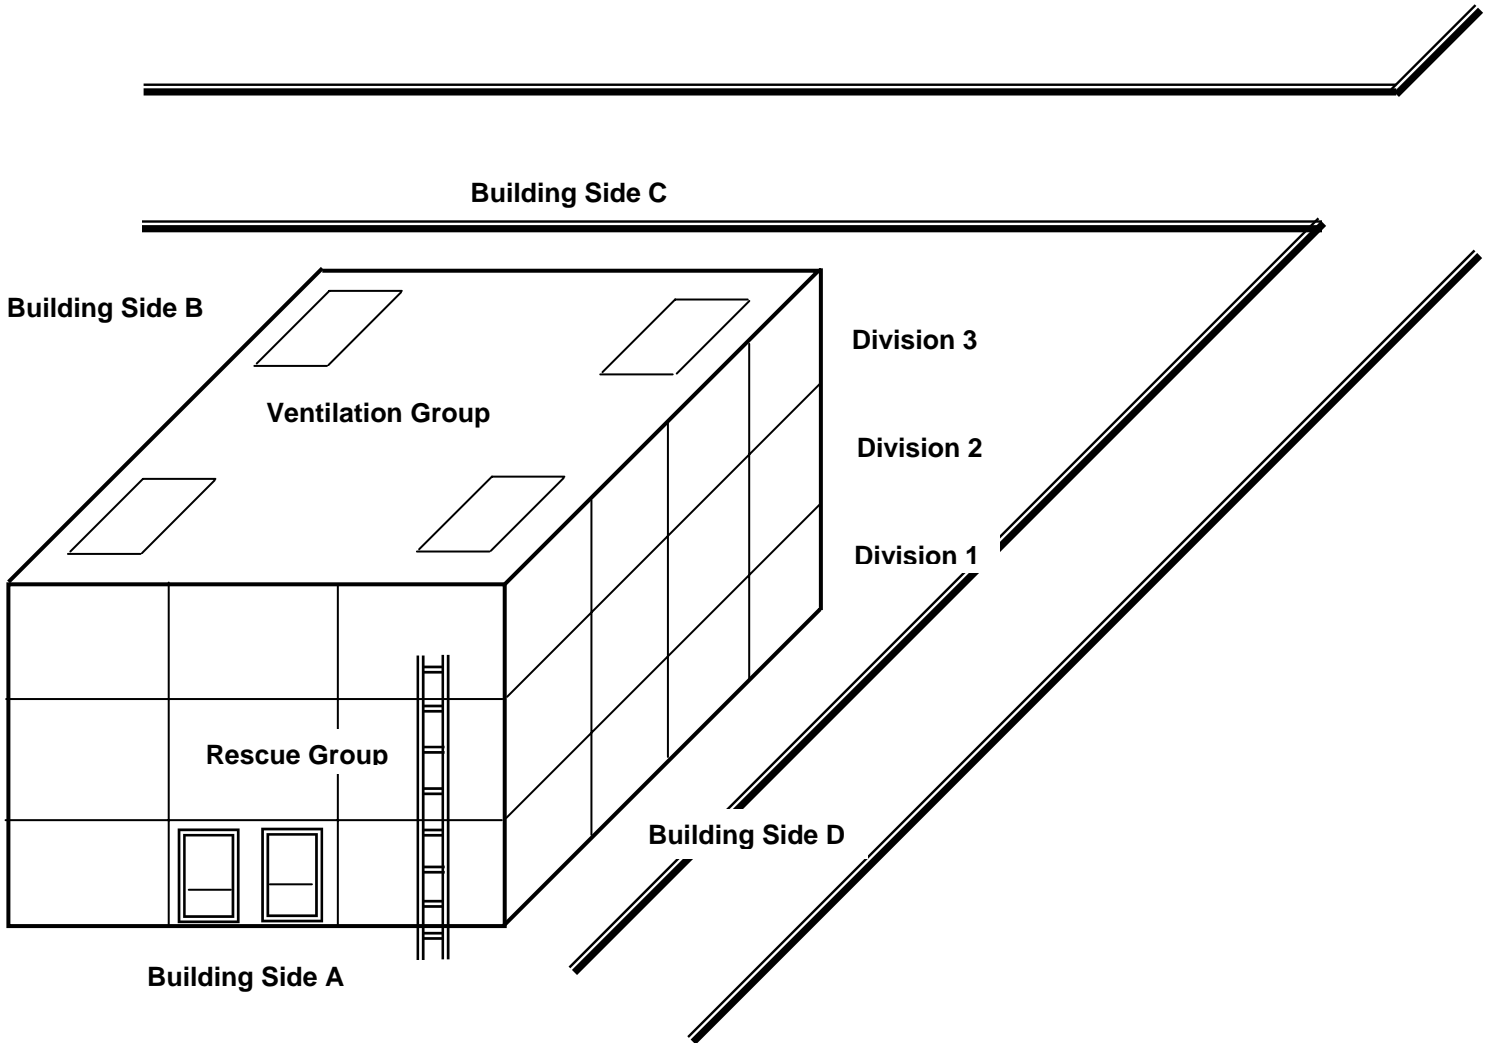 Building Side C
Building Side B
Division 3
Ventilation Group
Division 2
Division 1
Rescue Group
Building Side D
Building Side A